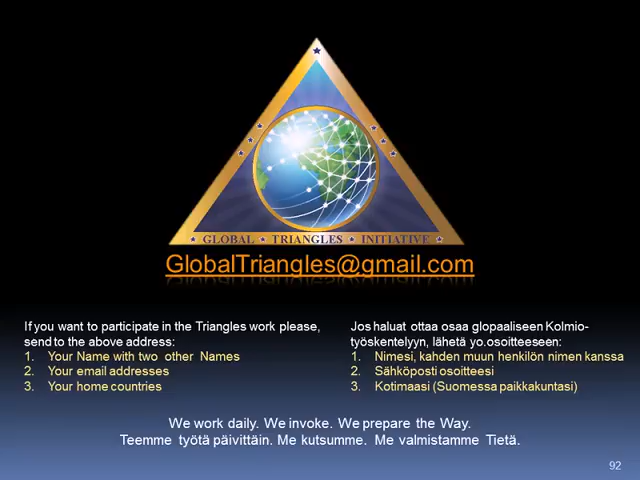 GLOBAL ★ TRIANGLES ★ INITIATIVE
GlobalTriangles@gmail.com
If you want to participate in the Triangles work please,
send to the above address:
1. Your Name with two other Names
2. Your email addresses
3. Your home countries
Jos haluat ottaa osaa glopaaliseen Kolmio-
työskentelyyn, lähetä yo.osoitteeseen:
1. Nimesi, kahden muun henkilön nimen kanssa
2. Sähköposti osoitteesi
3. Kotimaasi (Suomessa paikkakuntasi)
We work daily. We invoke. We prepare the Way.
Teemme työtä päivittäin. Me kutsumme. Me valmistamme Tietä.
92